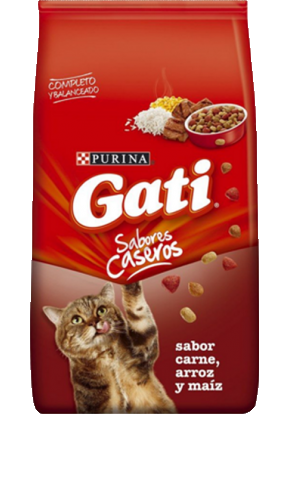 COMPLETO
Y BALANCEADO
PURINA
Gati®
Sabores
Caseros
sabor
carne,
arroz
y maíz